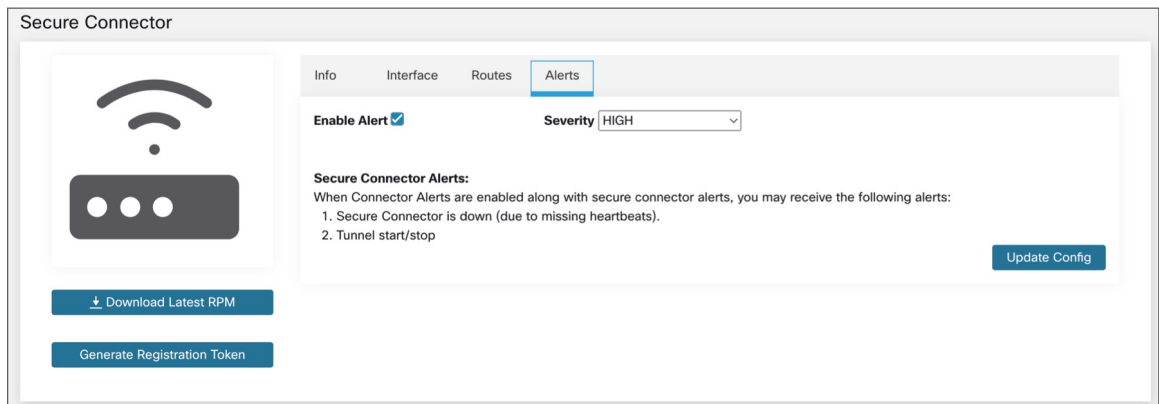 Secure Connector
Info Interface Routes Alerts
Enable Alert Severity HIGH
Secure Connector Alerts:
When Connector Alerts are enabled along with secure connector alerts, you may receive the following alerts:
1. Secure Connector is down (due to missing heartbeats).
2. Tunnel start/stop
Update Config
Download Latest RPM
Generate Registration Token